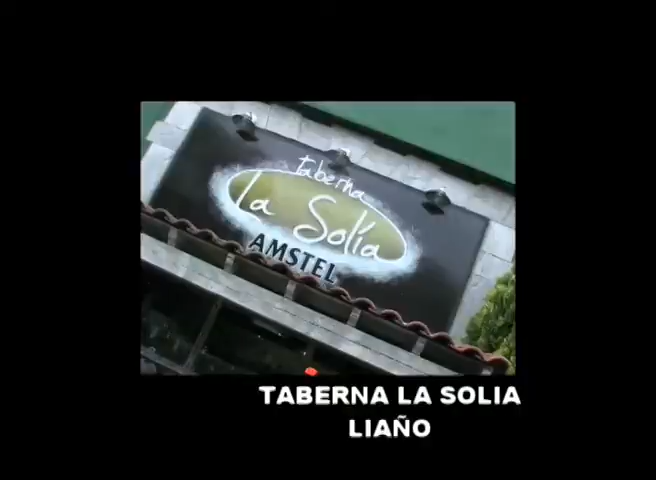 taberna
La Solía
AMSTEL
TABERNA LA SOLIA
LIAÑO